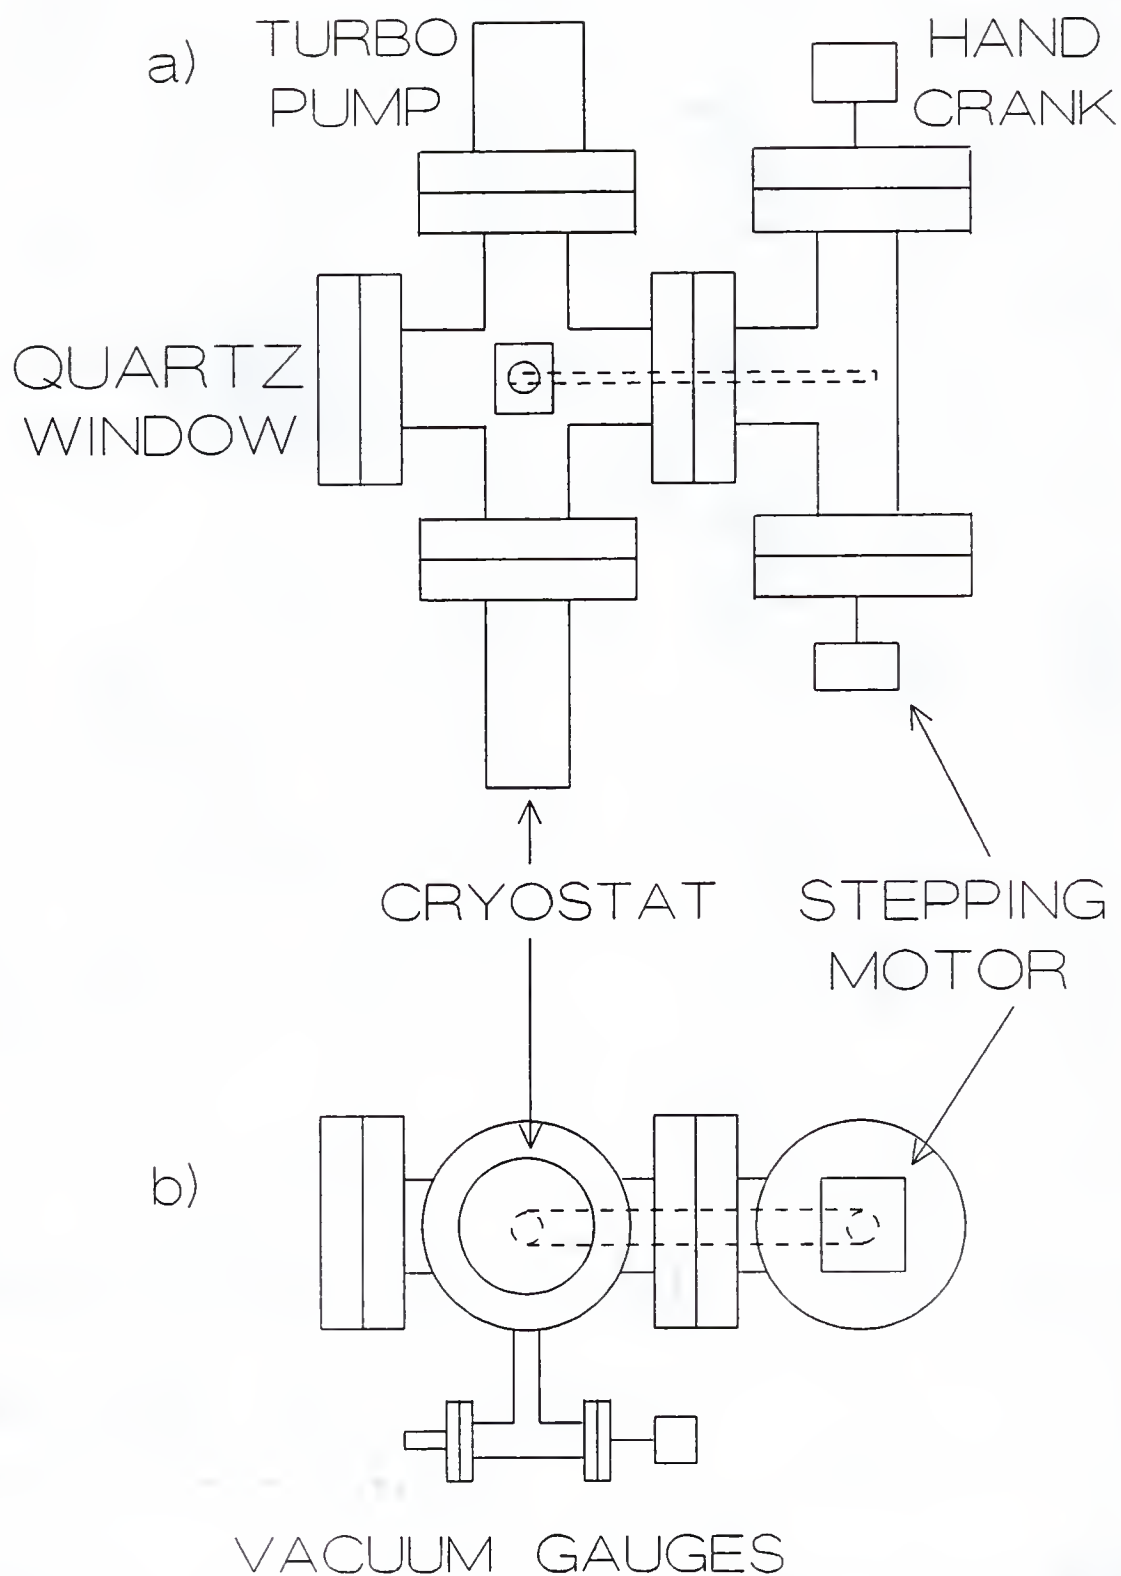 a)
TURBO
PUMP
HAND
CRANK
QUARTZ
WINDOW
CRYOSTAT
STEPPING
MOTOR
b)
VACUUM GAUGES